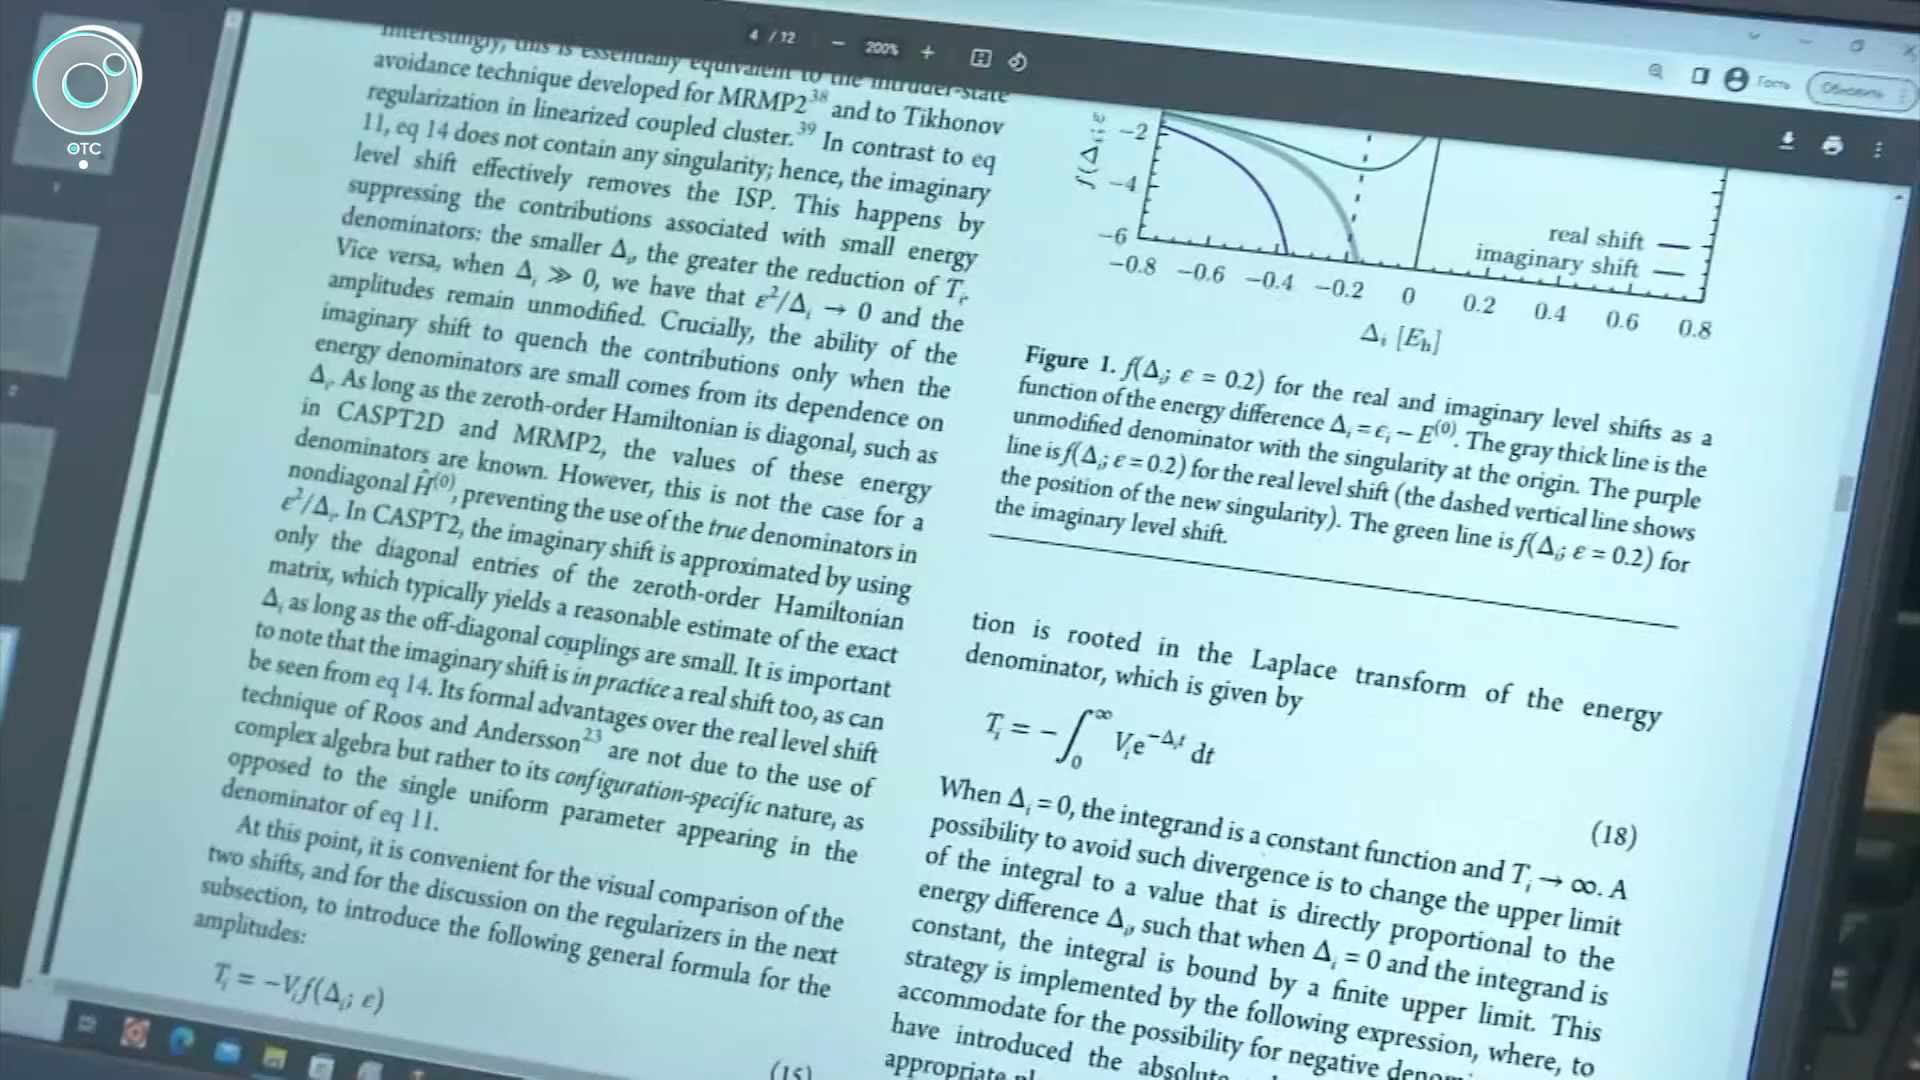 OTC
4 / 12
200%
Гость
Обновить
1
2
Interestingly, this is essentially equivalent to the intruder-state
avoidance technique developed for MRMP2³⁸ and to Tikhonov
regularization in linearized coupled cluster.³⁹ In contrast to eq
11, eq 14 does not contain any singularity; hence, the imaginary
level shift effectively removes the ISP. This happens by
suppressing the contributions associated with small energy
denominators: the smaller Δᵢ, the greater the reduction of Tᵢ.
Vice versa, when Δᵢ ≫ 0, we have that ε²/Δᵢ → 0 and the
amplitudes remain unmodified. Crucially, the ability of the
imaginary shift to quench the contributions only when the
energy denominators are small comes from its dependence on
Δᵢ. As long as the zeroth-order Hamiltonian is diagonal, such as
in CASPT2D and MRMP2, the values of these energy
denominators are known. However, this is not the case for a
nondiagonal Ĥ⁽⁰⁾, preventing the use of the true denominators in
ε²/Δᵢ. In CASPT2, the imaginary shift is approximated by using
only the diagonal entries of the zeroth-order Hamiltonian
matrix, which typically yields a reasonable estimate of the exact
Δᵢ as long as the off-diagonal couplings are small. It is important
to note that the imaginary shift is in practice a real shift too, as can
be seen from eq 14. Its formal advantages over the real level shift
technique of Roos and Andersson²³ are not due to the use of
complex algebra but rather to its configuration-specific nature, as
opposed to the single uniform parameter appearing in the
denominator of eq 11.
At this point, it is convenient for the visual comparison of the
two shifts, and for the discussion on the regularizers in the next
subsection, to introduce the following general formula for the
amplitudes:
Tᵢ = −Vᵢf(Δᵢ; ε)
(15)
−2
−4
−6
real shift
imaginary shift
−0.8 −0.6 −0.4 −0.2 0 0.2 0.4 0.6 0.8
Δᵢ [Eₕ]
Figure 1. f(Δᵢ; ε = 0.2) for the real and imaginary level shifts as a
function of the energy difference Δᵢ = ϵᵢ − E⁽⁰⁾. The gray thick line is the
unmodified denominator with the singularity at the origin. The purple
line is f(Δᵢ; ε = 0.2) for the real level shift (the dashed vertical line shows
the position of the new singularity). The green line is f(Δᵢ; ε = 0.2) for
the imaginary level shift.
tion is rooted in the Laplace transform of the energy
denominator, which is given by
Tᵢ = −∫₀^∞ Vᵢe^−Δᵢt dt
(18)
When Δᵢ = 0, the integrand is a constant function and Tᵢ → ∞. A
possibility to avoid such divergence is to change the upper limit
of the integral to a value that is directly proportional to the
energy difference Δᵢ, such that when Δᵢ = 0 and the integrand is
constant, the integral is bound by a finite upper limit. This
strategy is implemented by the following expression, where, to
accommodate for the possibility for negative
have introduced the absolute
appropriate